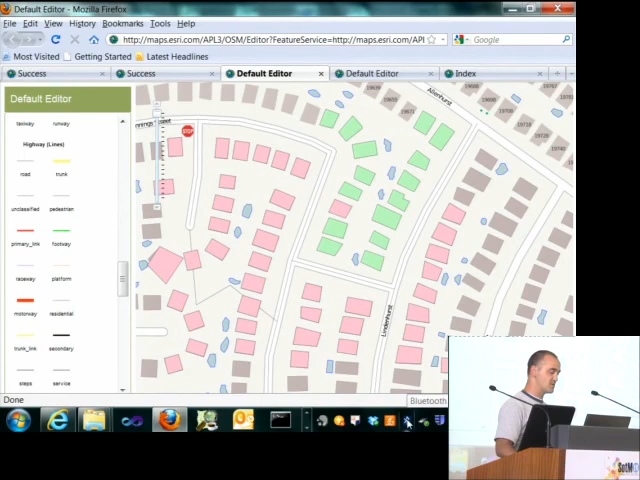 Default Editor - Mozilla Firefox
File Edit View History Bookmarks Tools Help
http://maps.esri.com/APL3/OSM/Editor?FeatureService=http://maps.esri.com/API
Google
Most Visited Getting Started Latest Headlines
Success
Success
Default Editor
Default Editor
Index
Default Editor
taxiway runway
Highway (Lines)
road trunk
unclassified pedestrian
primary_link footway
raceway platform
motorway residential
trunk_link secondary
steps service
STOP
Allenhurst
Lindenhurst
Done
Bluetooth
SotM